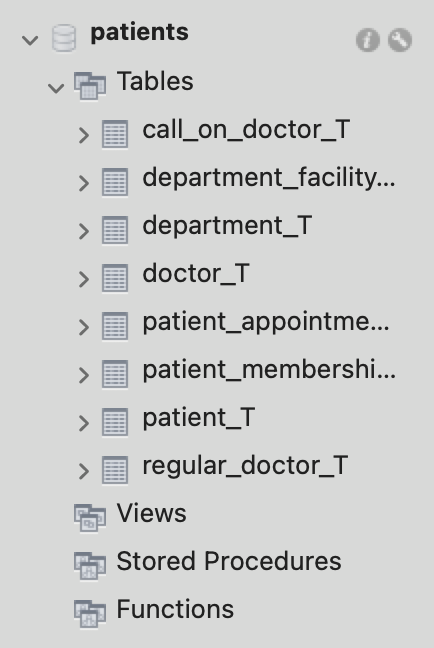 patients
Tables
call_on_doctor_T
department_facility...
department_T
doctor_T
patient_appointme...
patient_membershi...
patient_T
regular_doctor_T
Views
Stored Procedures
Functions